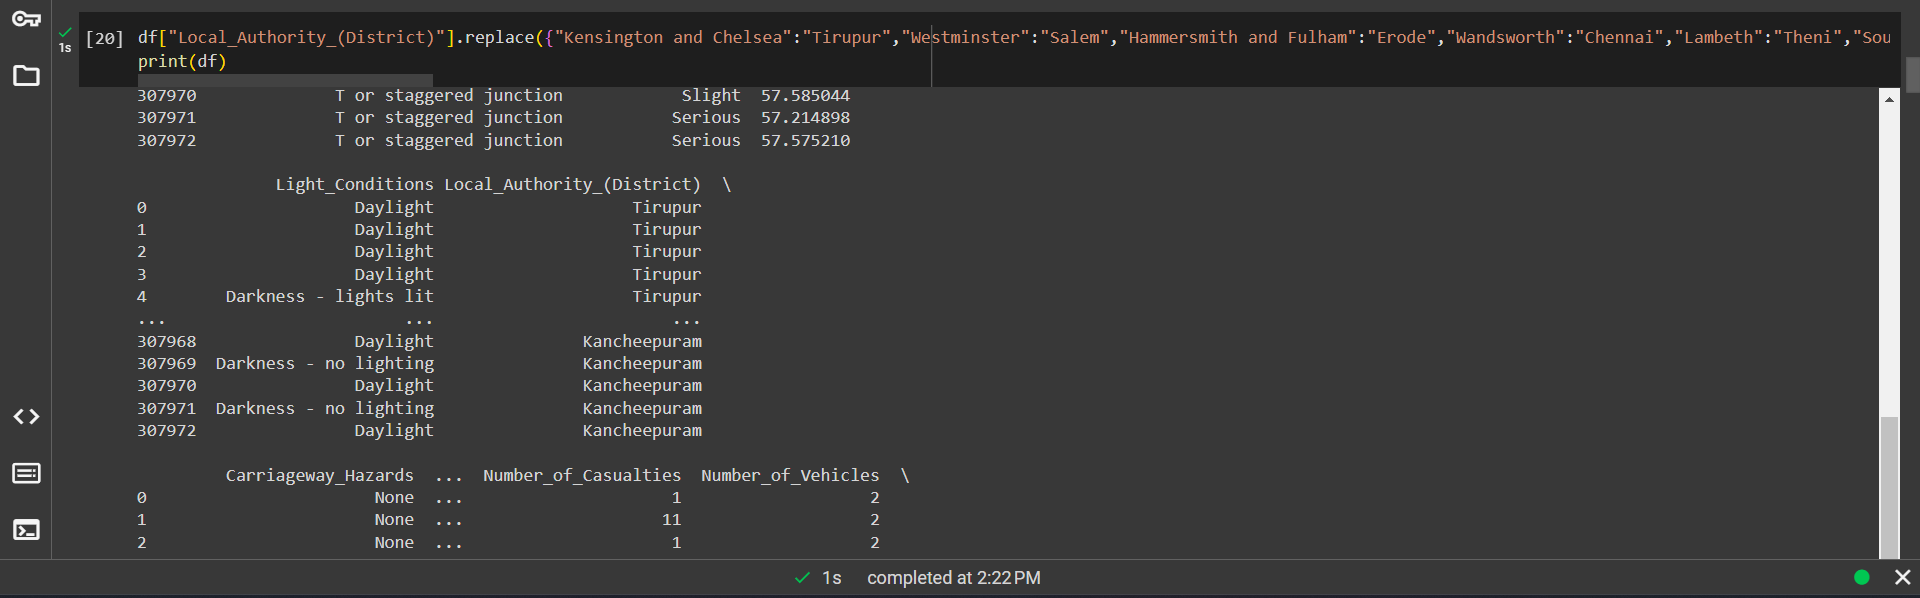 [20] df["Local_Authority_(District)"].replace({"Kensington and Chelsea":"Tirupur","Westminster":"Salem","Hammersmith and Fulham":"Erode","Wandsworth":"Chennai","Lambeth":"Theni","Sou
1s
print(df)
307970 T or staggered junction Slight 57.585044
307971 T or staggered junction Serious 57.214898
307972 T or staggered junction Serious 57.575210
Light_Conditions Local_Authority_(District) \
0 Daylight Tirupur
1 Daylight Tirupur
2 Daylight Tirupur
3 Daylight Tirupur
4 Darkness - lights lit Tirupur
... ... ...
307968 Daylight Kancheepuram
307969 Darkness - no lighting Kancheepuram
307970 Daylight Kancheepuram
307971 Darkness - no lighting Kancheepuram
307972 Daylight Kancheepuram
Carriageway_Hazards ... Number_of_Casualties Number_of_Vehicles \
0 None ... 1 2
1 None ... 11 2
2 None ... 1 2
1s completed at 2:22 PM